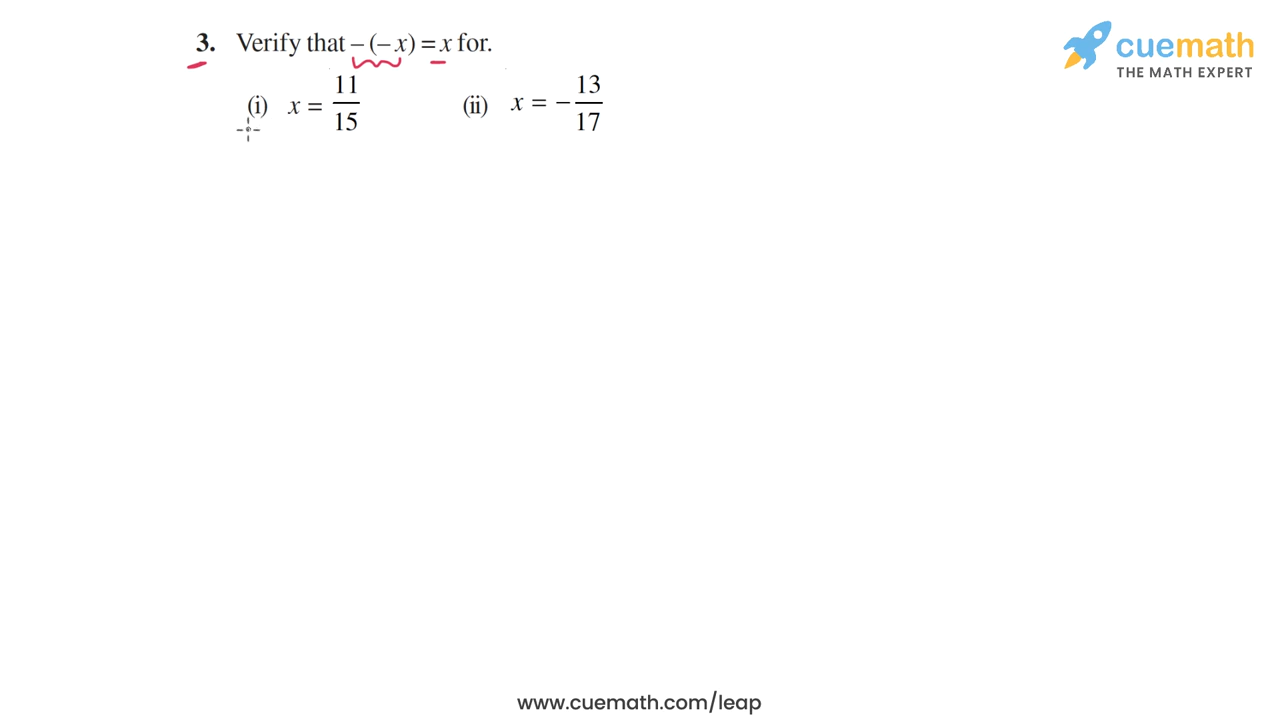 3. Verify that – (– x) = x for.
(i) x = 11/15 (ii) x = – 13/17
cuemath
THE MATH EXPERT
www.cuemath.com/leap